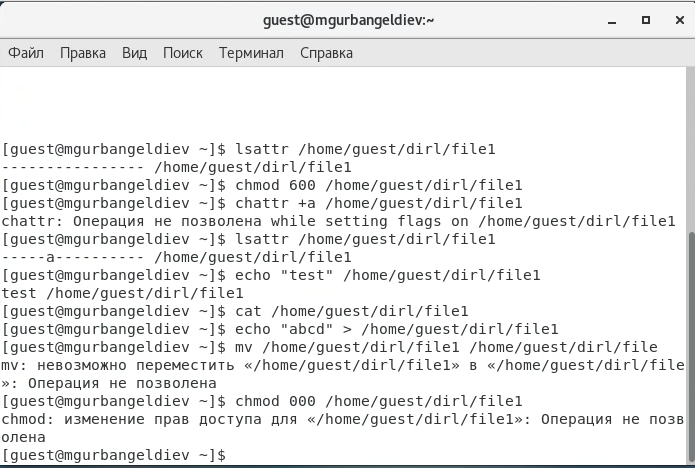 guest@mgurbangeldiev:~
Файл Правка Вид Поиск Терминал Справка
[guest@mgurbangeldiev ~]$ lsattr /home/guest/dirl/file1
---------------- /home/guest/dirl/file1
[guest@mgurbangeldiev ~]$ chmod 600 /home/guest/dirl/file1
[guest@mgurbangeldiev ~]$ chattr +a /home/guest/dirl/file1
chattr: Операция не позволена while setting flags on /home/guest/dirl/file1
[guest@mgurbangeldiev ~]$ lsattr /home/guest/dirl/file1
-----a---------- /home/guest/dirl/file1
[guest@mgurbangeldiev ~]$ echo "test" /home/guest/dirl/file1
test /home/guest/dirl/file1
[guest@mgurbangeldiev ~]$ cat /home/guest/dirl/file1
[guest@mgurbangeldiev ~]$ echo "abcd" > /home/guest/dirl/file1
[guest@mgurbangeldiev ~]$ mv /home/guest/dirl/file1 /home/guest/dirl/file
mv: невозможно переместить «/home/guest/dirl/file1» в «/home/guest/dirl/file
»: Операция не позволена
[guest@mgurbangeldiev ~]$ chmod 000 /home/guest/dirl/file1
chmod: изменение прав доступа для «/home/guest/dirl/file1»: Операция не позв
олена
[guest@mgurbangeldiev ~]$